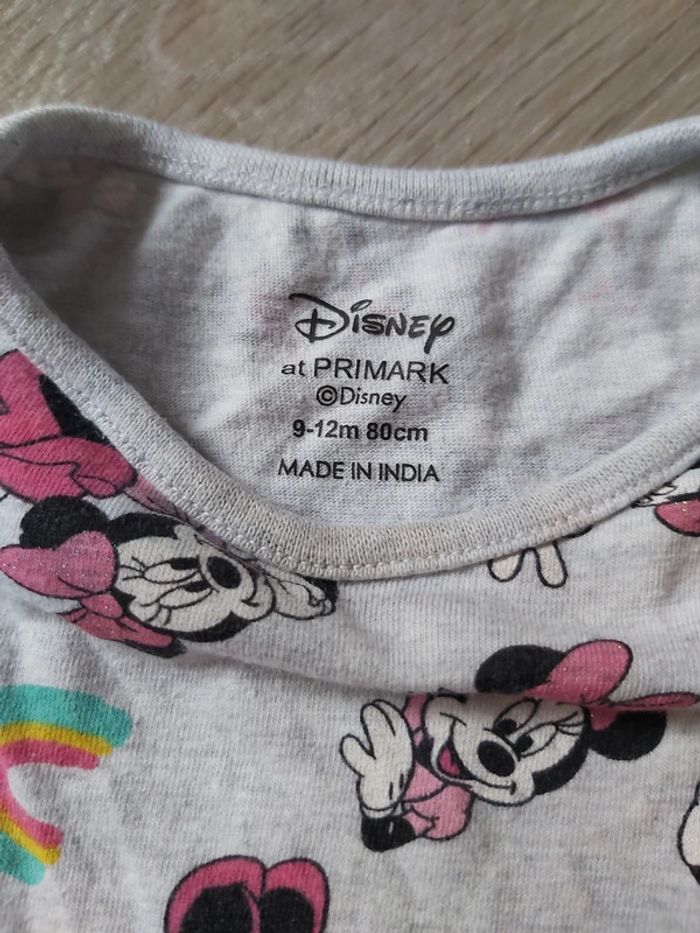 Disney
at PRIMARK
©Disney
9-12m 80cm
MADE IN INDIA